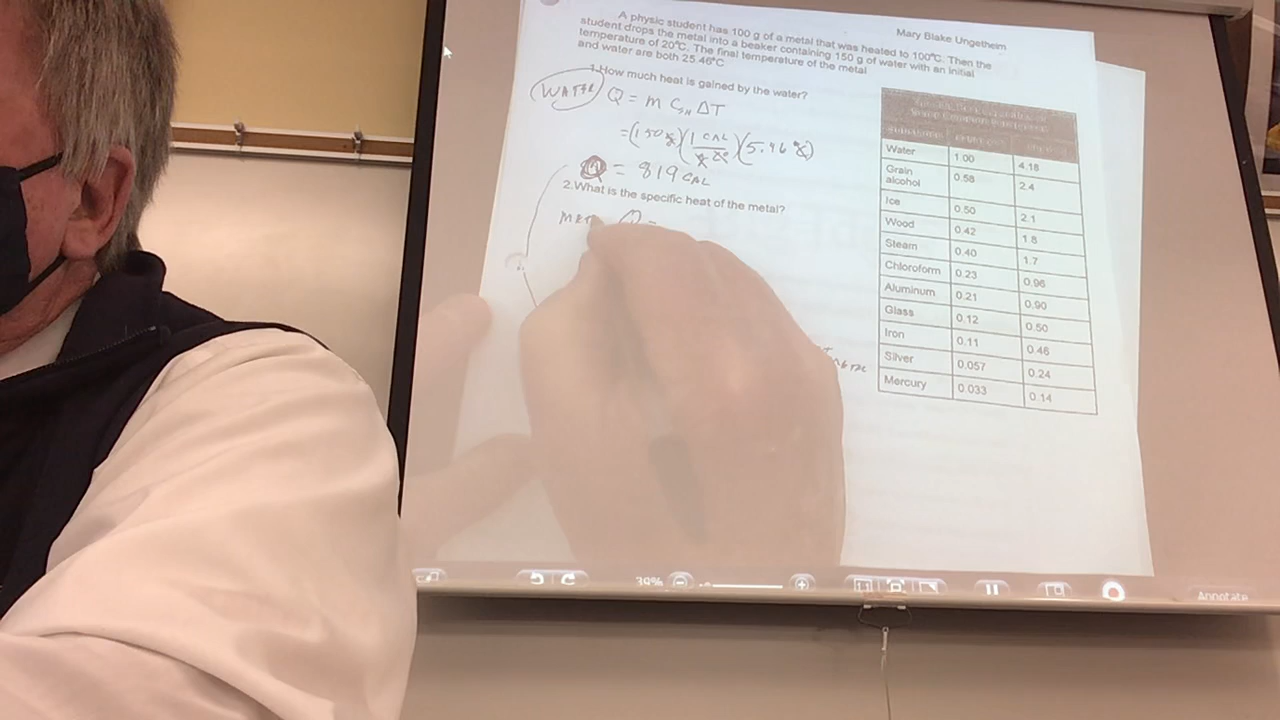 Mary Blake Ungetheim
A physic student has 100 g of a metal that was heated to 100°C. Then the
student drops the metal into a beaker containing 150 g of water with an initial
temperature of 20°C. The final temperature of the metal
and water are both 25.46°C
1.How much heat is gained by the water?
WATER Q = m CSH ΔT
=(150 g)(1 CAL / g °C)(5.46 °C)
Q = 819 CAL
2.What is the specific heat of the metal?
Q =
Water 1.00 4.18
Grain alcohol 0.58 2.4
Ice 0.50 2.1
Wood 0.42 1.8
Steam 0.40 1.7
Chloroform 0.23 0.96
Aluminum 0.21 0.90
Glass 0.12 0.50
Iron 0.11 0.46
Silver 0.057 0.24
Mercury 0.033 0.14
39%
Annotate